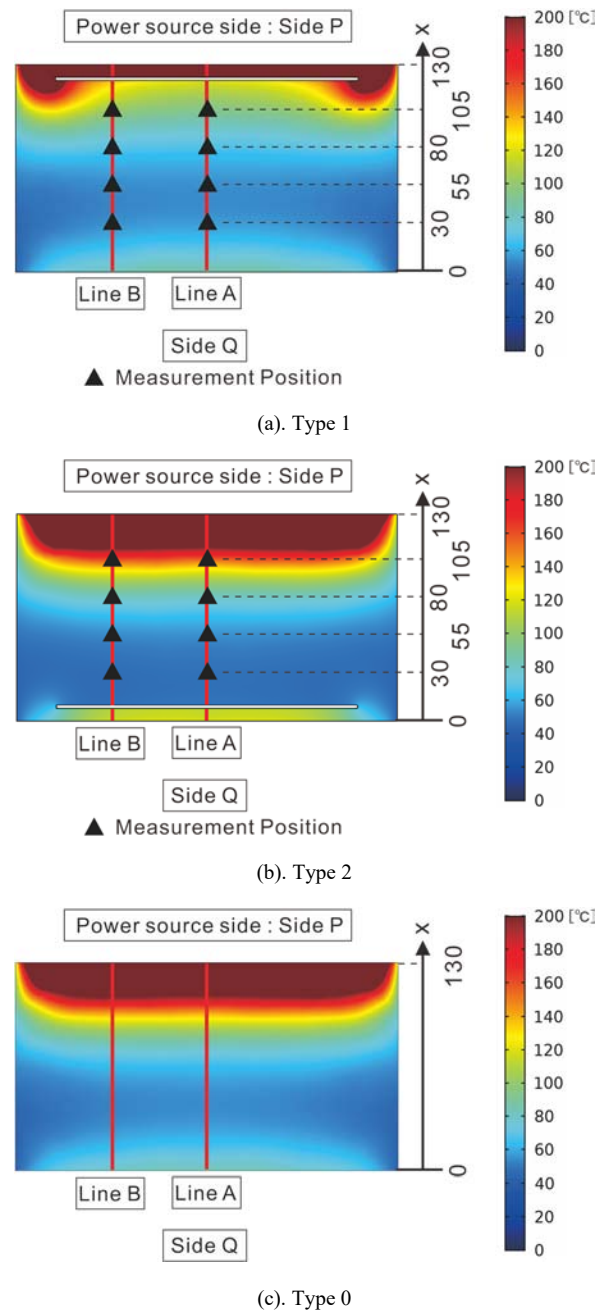 Power source side : Side P
x
130
105
80
55
30
0
Line B
Line A
Side Q
▲ Measurement Position
200 [℃]
180
160
140
120
100
80
60
40
20
0
(a). Type 1
Power source side : Side P
x
130
105
80
55
30
0
Line B
Line A
Side Q
▲ Measurement Position
200 [℃]
180
160
140
120
100
80
60
40
20
0
(b). Type 2
Power source side : Side P
x
130
0
Line B
Line A
Side Q
200 [℃]
180
160
140
120
100
80
60
40
20
0
(c). Type 0